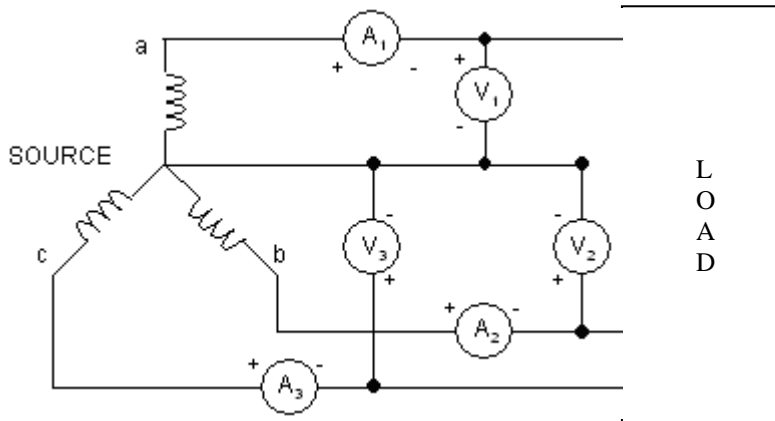 a
A1
+ -
+
V1
-
SOURCE
L
O
A
D
- -
c
V3
b
V2
+ +
+ -
A2
+ -
A3